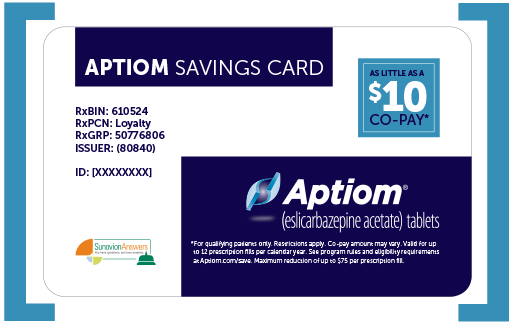 APTIOM SAVINGS CARD
AS LITTLE AS A
$10
CO-PAY*
RxBIN: 610524
RxPCN: Loyalty
RxGRP: 50776806
ISSUER: (80840)
ID: [XXXXXXXX]
Aptiom®
(eslicarbazepine acetate) tablets
SunovionAnswers
*For qualifying patients only. Restrictions apply. Co-pay amount may vary. Valid for up
to 12 prescription fills per calendar year. See program rules and eligibility requirements
at Aptiom.com/save. Maximum reduction of up to $75 per prescription fill.